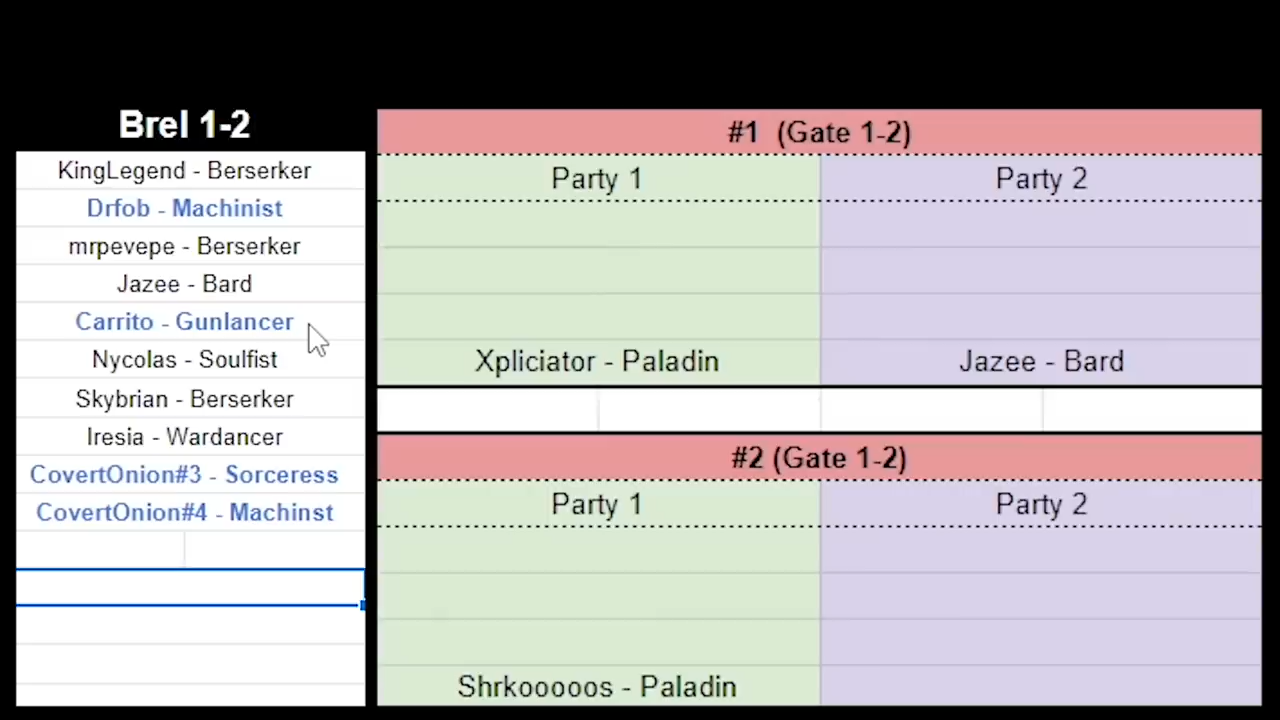 Brel 1-2
KingLegend - Berserker
Drfob - Machinist
mrpevepe - Berserker
Jazee - Bard
Carrito - Gunlancer
Nycolas - Soulfist
Skybrian - Berserker
Iresia - Wardancer
CovertOnion#3 - Sorceress
CovertOnion#4 - Machinst
#1 (Gate 1-2)
Party 1 Party 2
Xpliciator - Paladin Jazee - Bard
#2 (Gate 1-2)
Party 1 Party 2
Shrkooooos - Paladin